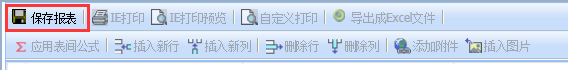 保存报表 IE打印 IE打印预览 自定义打印 导出成Excel文件
Σ 应用表间公式 插入新行 插入新列 删除行 删除列 添加附件 插入图片